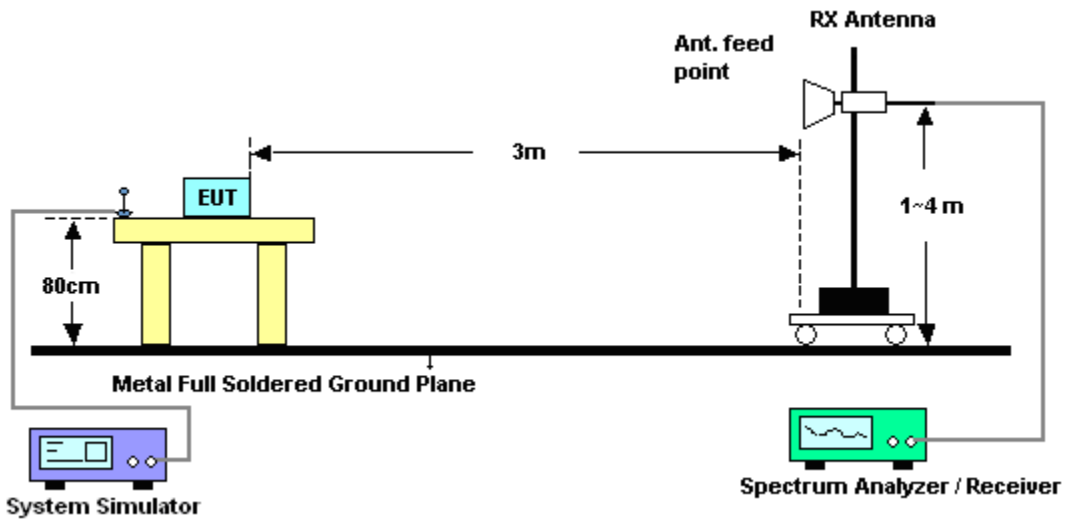 RX Antenna
Ant. feed
point
3m
EUT
1~4 m
80cm
Metal Full Soldered Ground Plane
System Simulator
Spectrum Analyzer / Receiver